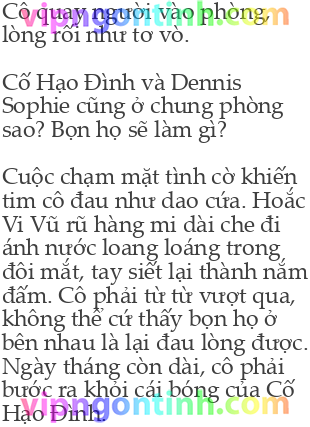 Cô quay người vào phòng,
lòng rối như tơ vò.
Cố Hạo Đình và Dennis
Sophie cũng ở chung phòng
sao? Bọn họ sẽ làm gì?
Cuộc chạm mặt tình cờ khiến
tim cô đau như dao cứa. Hoắc
Vi Vũ rũ hàng mi dài che đi
ánh nước loang loáng trong
đôi mắt, tay siết lại thành nắm
đấm. Cô phải từ từ vượt qua,
không thể cứ thấy bọn họ ở
bên nhau là lại đau lòng được.
Ngày tháng còn dài, cô phải
bước ra khỏi cái bóng của Cố
Hạo Đình.
vipngontinh.com
vipngontinh.com